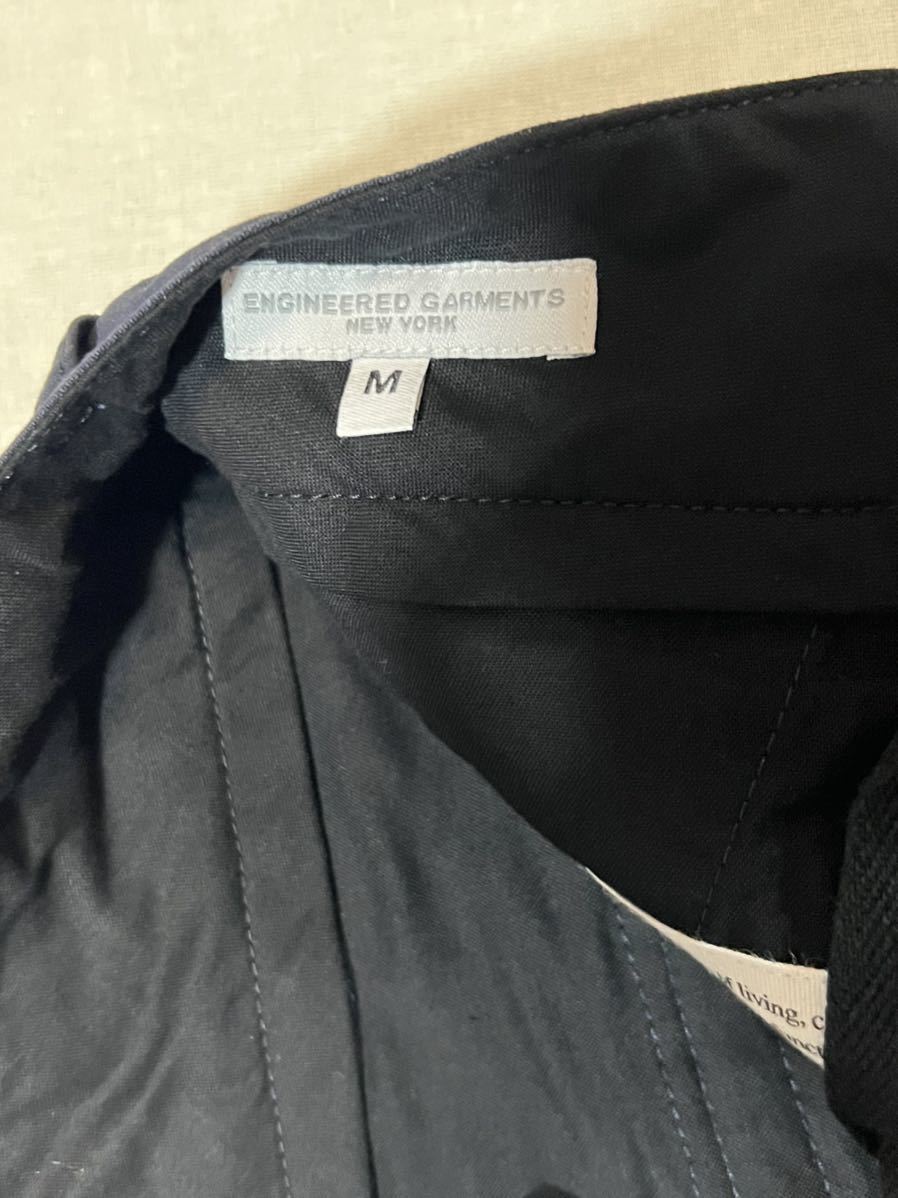 ENGINEERED GARMENTS
NEW YORK
M
living, c